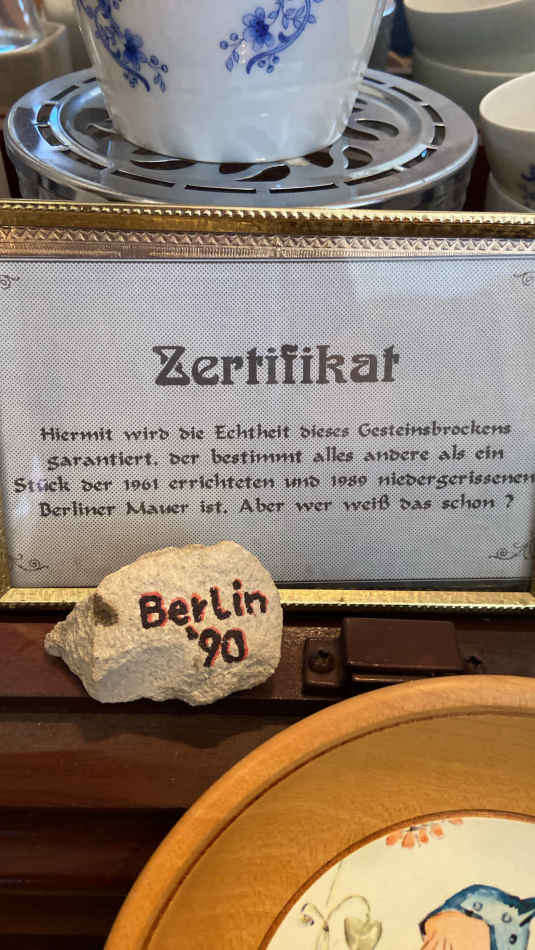 Zertifikat
Hiermit wird die Echtheit dieses Gesteinsbrockens
garantiert, der bestimmt alles andere als ein
Stück der 1961 errichteten und 1989 niedergerissenen
Berliner Mauer ist. Aber wer weiß das schon ?
Berlin
'90